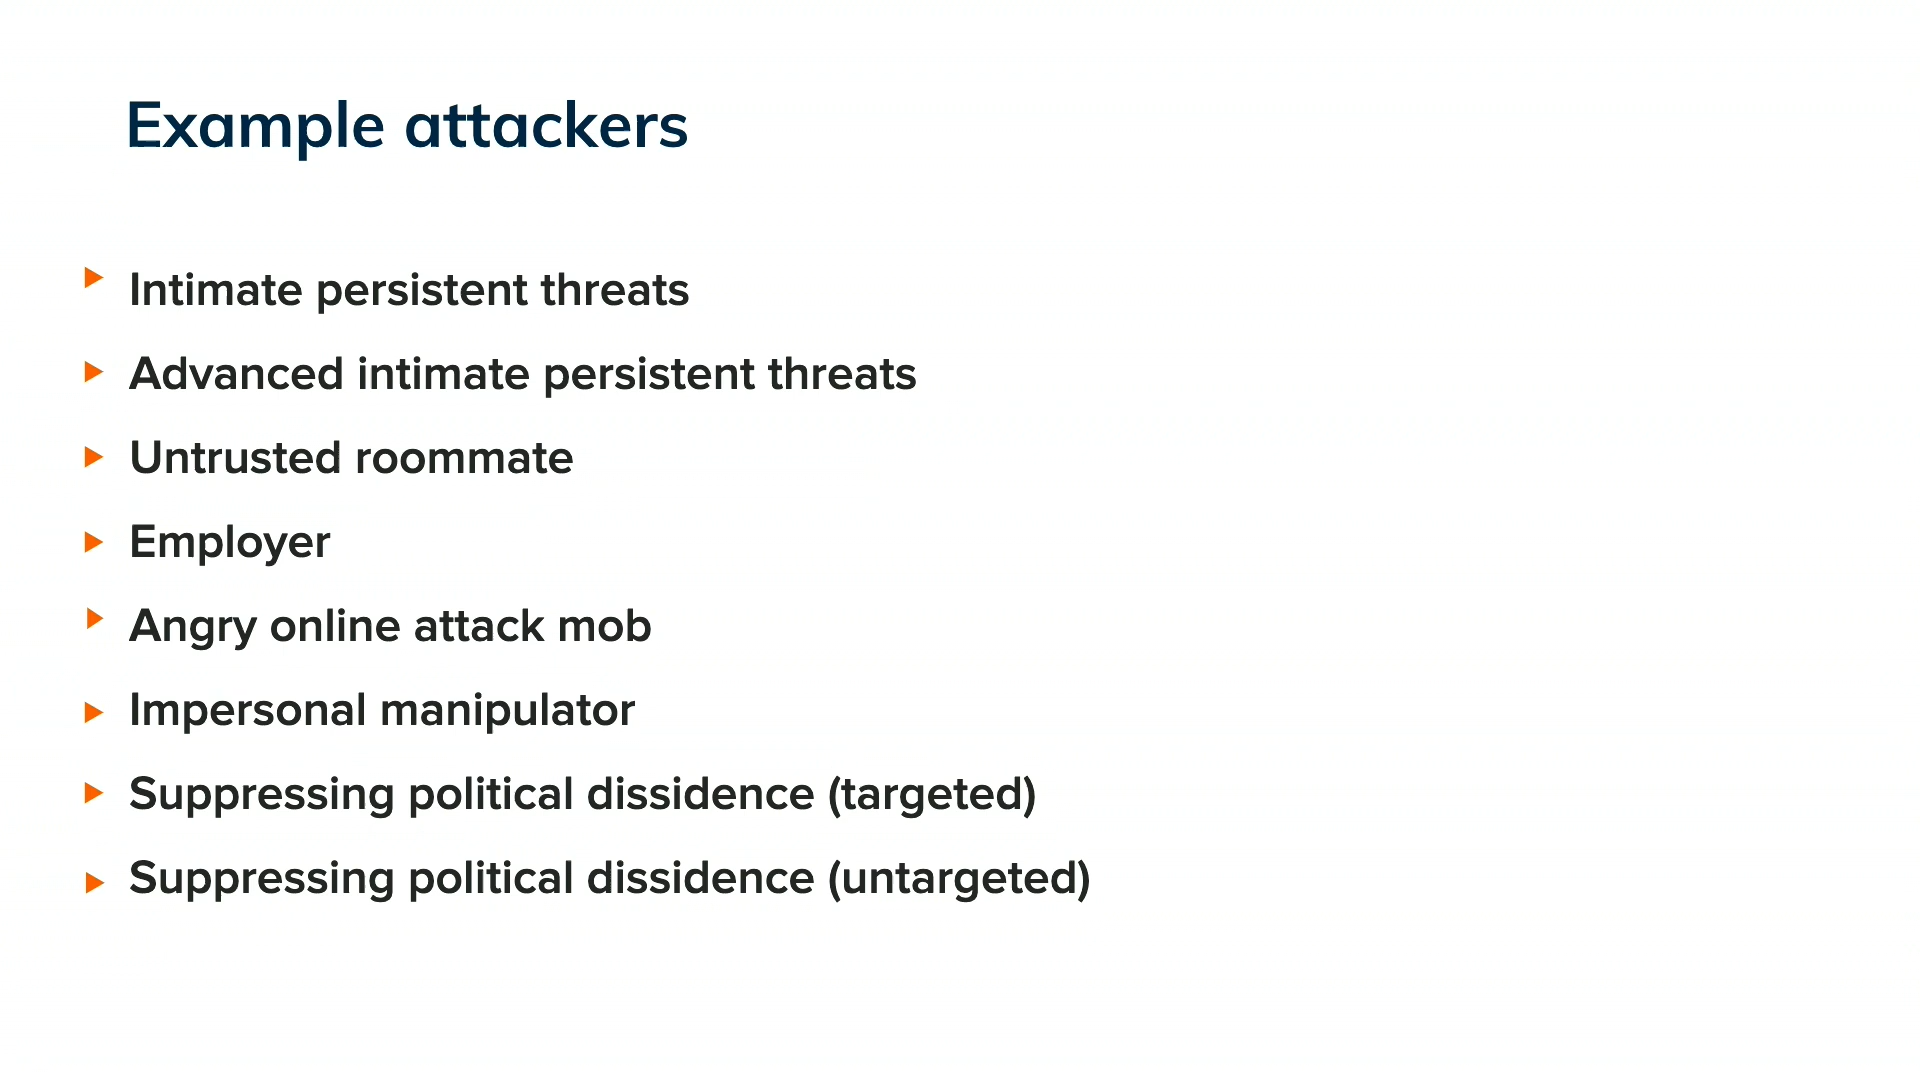 Example attackers
Intimate persistent threats
Advanced intimate persistent threats
Untrusted roommate
Employer
Angry online attack mob
Impersonal manipulator
Suppressing political dissidence (targeted)
Suppressing political dissidence (untargeted)